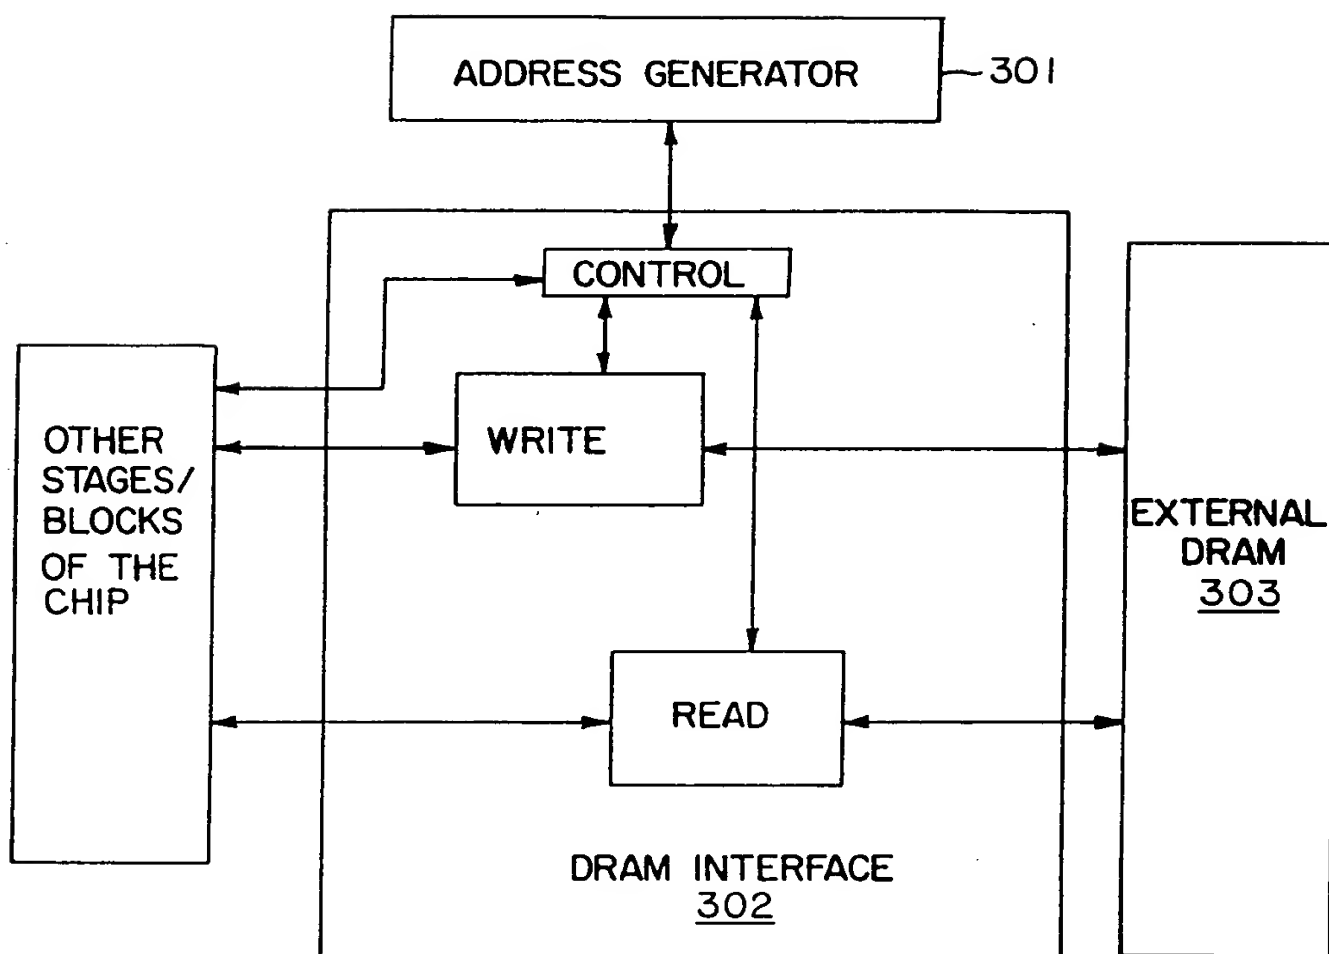 ADDRESS GENERATOR
301
CONTROL
OTHER
STAGES/
BLOCKS
OF THE
CHIP
WRITE
EXTERNAL
DRAM
303
READ
DRAM INTERFACE
302